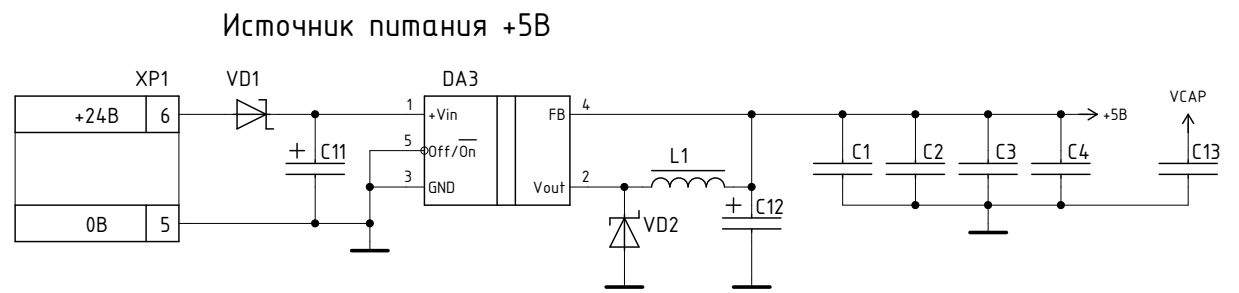 Источник питания +5В
XP1
VD1
DA3
+24В 6
1
+Vin
FB
4
VCAP
+5В
C11
+
5
Off/On
L1
C1
C2
C3
C4
C13
3
GND
Vout
2
0В 5
+
C12
VD2